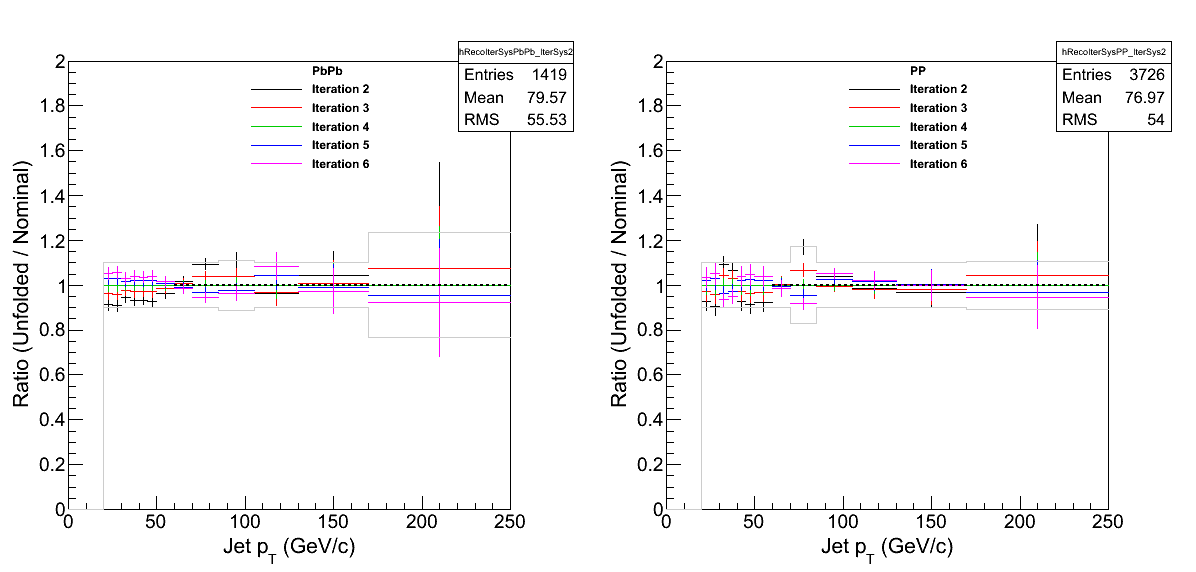 hRecoIterSysPbPb_IterSys2
Entries 1419
Mean 79.57
RMS 55.53
PbPb
Iteration 2
Iteration 3
Iteration 4
Iteration 5
Iteration 6
Ratio (Unfolded / Nominal)
2
1.8
1.6
1.4
1.2
1
0.8
0.6
0.4
0.2
0
0 50 100 150 200 250
Jet p_T (GeV/c)
hRecoIterSysPP_IterSys2
Entries 3726
Mean 76.97
RMS 54
PP
Iteration 2
Iteration 3
Iteration 4
Iteration 5
Iteration 6
Ratio (Unfolded / Nominal)
2
1.8
1.6
1.4
1.2
1
0.8
0.6
0.4
0.2
0
0 50 100 150 200 250
Jet p_T (GeV/c)